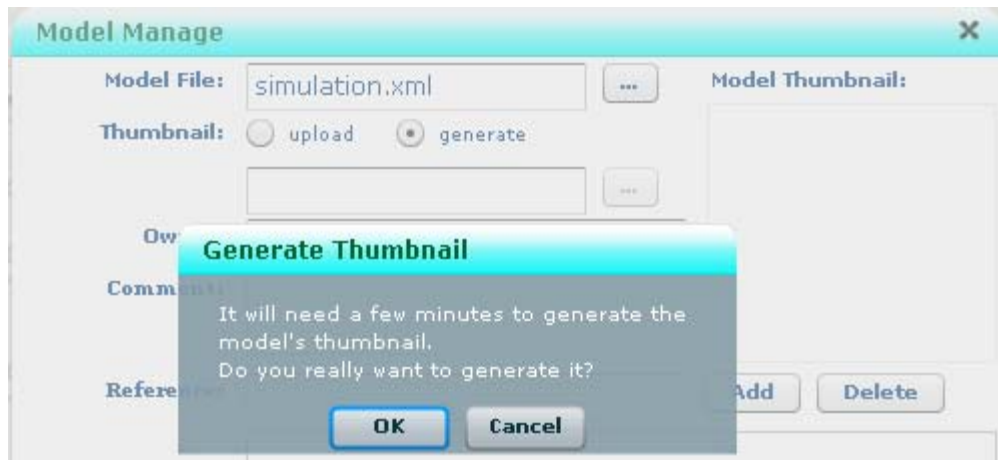 Model Manage
Model File: simulation.xml ... Model Thumbnail:
Thumbnail: upload generate
...
Generate Thumbnail
It will need a few minutes to generate the
model's thumbnail.
Do you really want to generate it?
Add Delete
OK Cancel